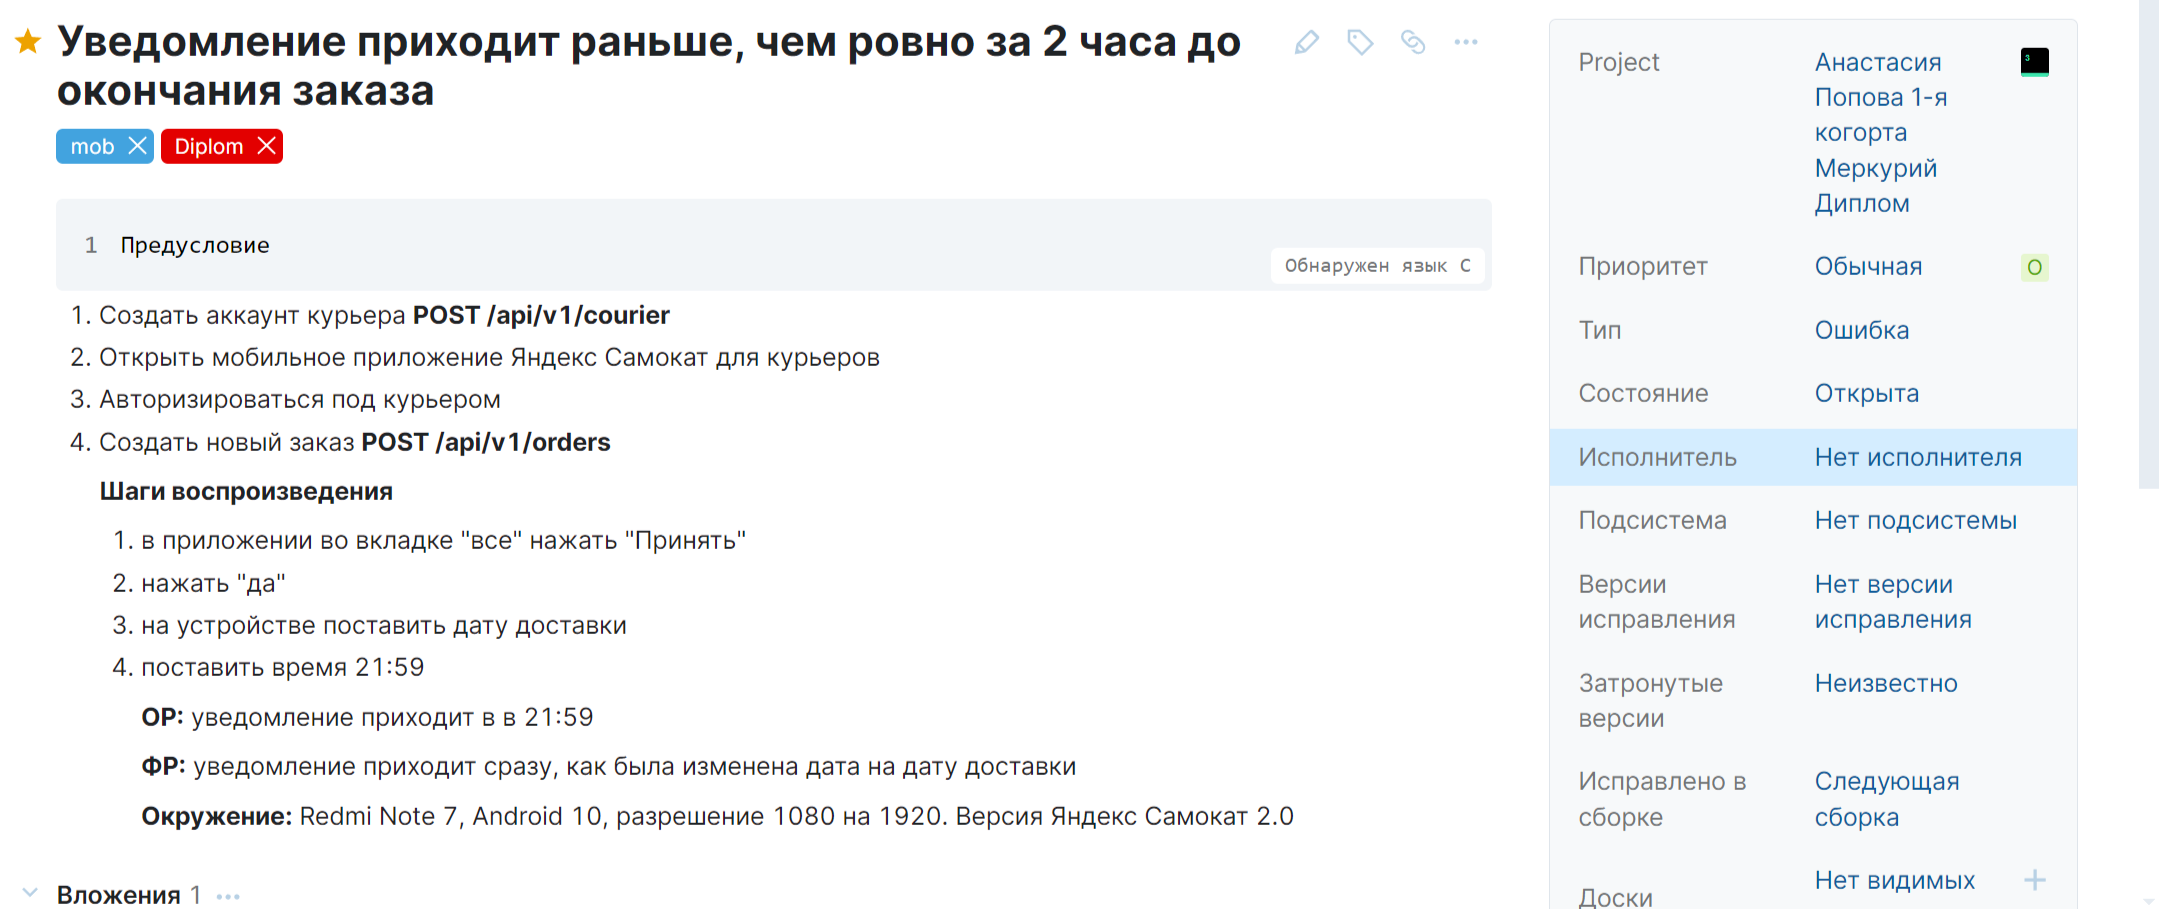 Уведомление приходит раньше, чем ровно за 2 часа до
окончания заказа
mob
Diplom
1 Предусловие
Обнаружен язык C
1. Создать аккаунт курьера POST /api/v1/courier
2. Открыть мобильное приложение Яндекс Самокат для курьеров
3. Авторизироваться под курьером
4. Создать новый заказ POST /api/v1/orders
Шаги воспроизведения
1. в приложении во вкладке "все" нажать "Принять"
2. нажать "да"
3. на устройстве поставить дату доставки
4. поставить время 21:59
ОР: уведомление приходит в в 21:59
ФР: уведомление приходит сразу, как была изменена дата на дату доставки
Окружение: Redmi Note 7, Android 10, разрешение 1080 на 1920. Версия Яндекс Самокат 2.0
Вложения 1
Project
Анастасия
Попова 1-я
когорта
Меркурий
Диплом
3
Приоритет
Обычная
О
Тип
Ошибка
Состояние
Открыта
Исполнитель
Нет исполнителя
Подсистема
Нет подсистемы
Версии
исправления
Нет версии
исправления
Затронутые
версии
Неизвестно
Исправлено в
сборке
Следующая
сборка
Доски
Нет видимых